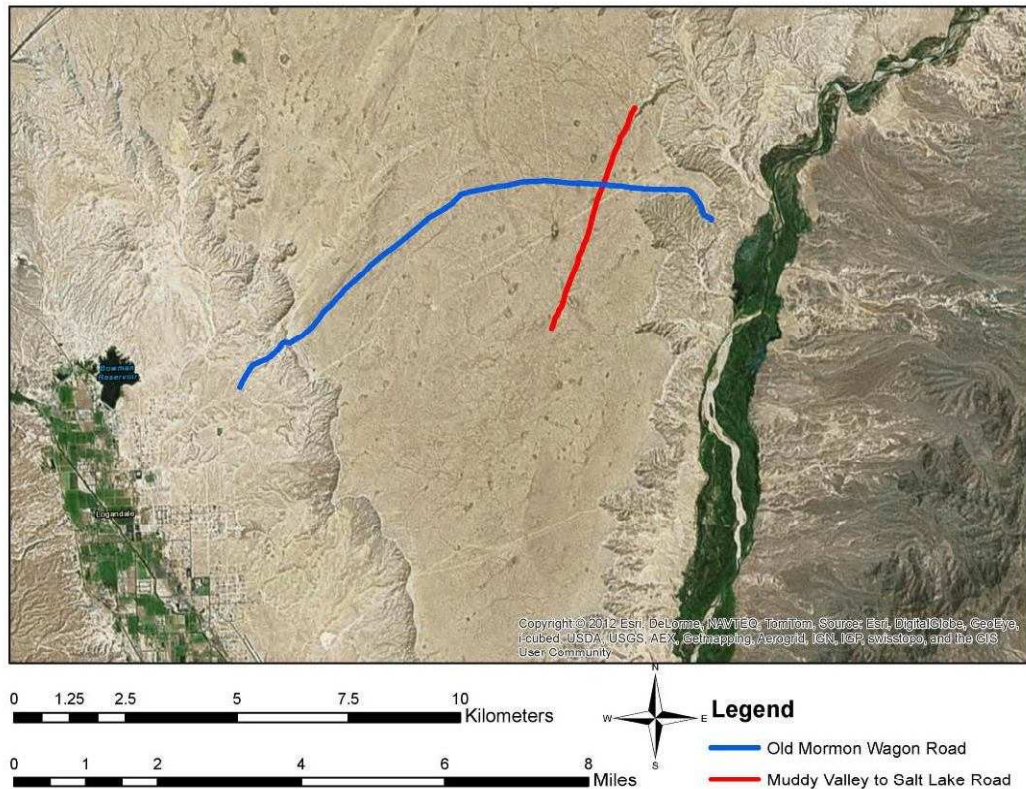 Bowman
Reservoir
Logandale
Copyright:© 2012 Esri, DeLorme, NAVTEQ, TomTom, Source: Esri, DigitalGlobe, GeoEye,
i-cubed, USDA, USGS, AEX, Getmapping, Aerogrid, IGN, IGP, swisstopo, and the GIS
User Community
0 1.25 2.5 5 7.5 10
Kilometers
0 1 2 4 6 8
Miles
N
W E
S
Legend
Old Mormon Wagon Road
Muddy Valley to Salt Lake Road